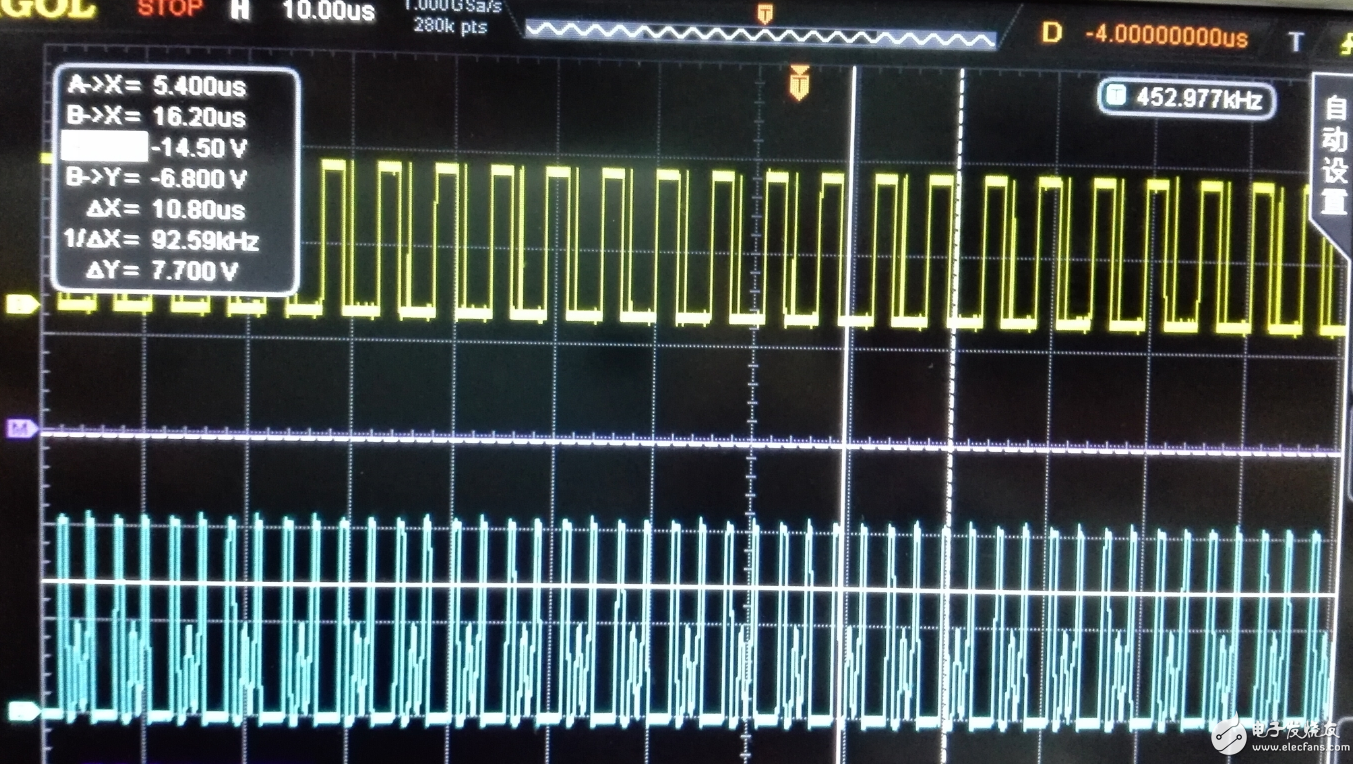 IGOL STOP H 10.00us 1.000GSa/s
280k pts
D -4.00000000us T
T
T
T 452.977kHz
A->X= 5.400us
B->X= 16.20us
-14.50 V
B->Y= -6.800 V
ΔX= 10.80us
1/ΔX= 92.59kHz
ΔY= 7.700 V
自动设置
M
电子发烧友
www.elecfans.com